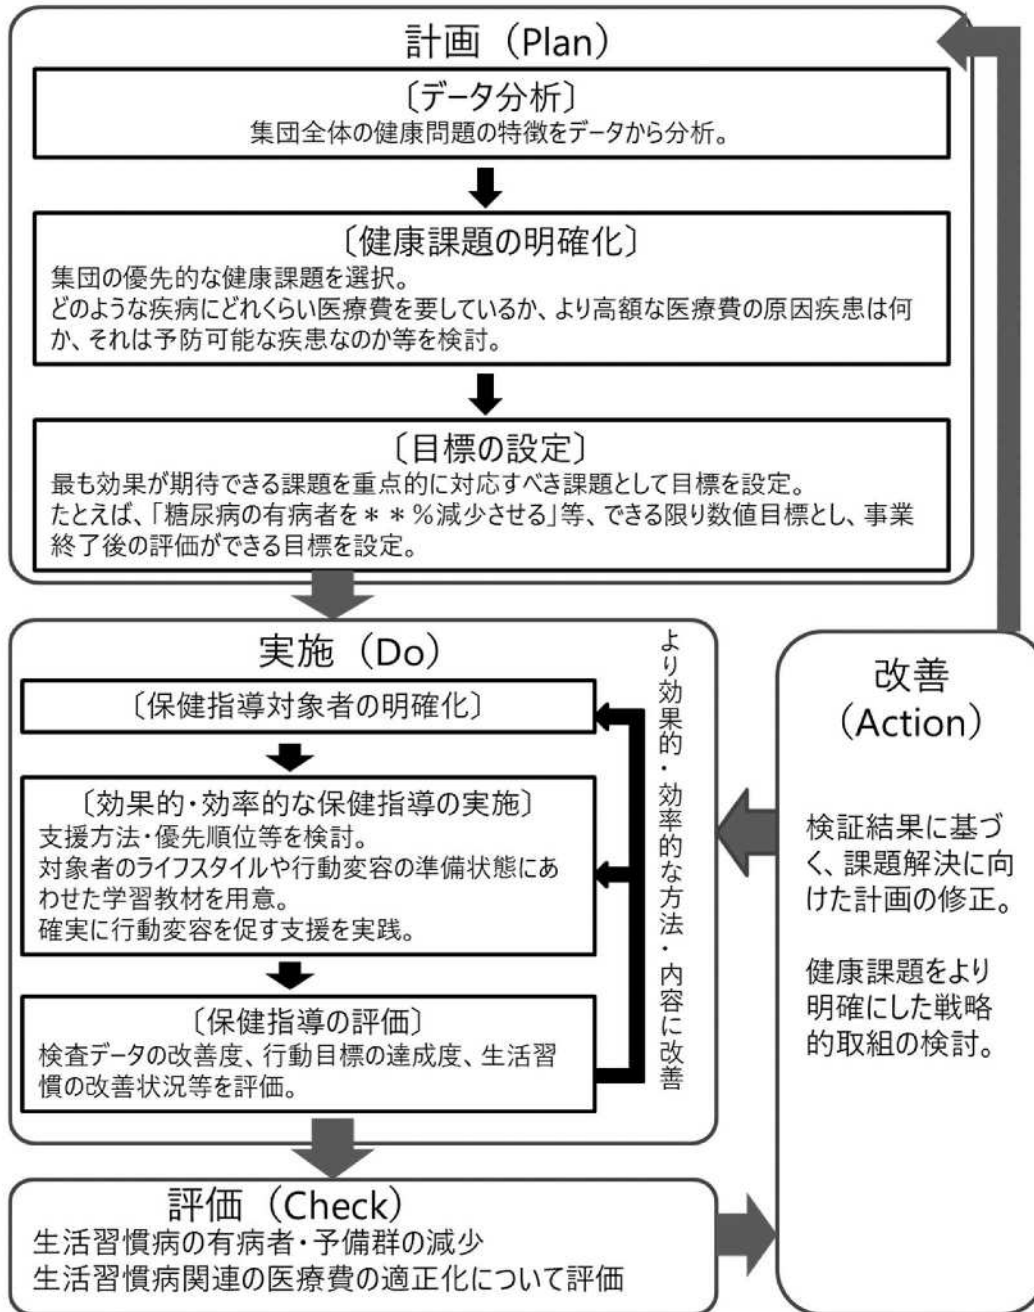 計画（Plan）
〔データ分析〕
集団全体の健康問題の特徴をデータから分析。
〔健康課題の明確化〕
集団の優先的な健康課題を選択。
どのような疾病にどれくらい医療費を要しているか、より高額な医療費の原因疾患は何
か、それは予防可能な疾患なのか等を検討。
〔目標の設定〕
最も効果が期待できる課題を重点的に対応すべき課題として目標を設定。
たとえば、「糖尿病の有病者を＊＊%減少させる」等、できる限り数値目標とし、事業
終了後の評価ができる目標を設定。
実施（Do）
〔保健指導対象者の明確化〕
〔効果的・効率的な保健指導の実施〕
支援方法・優先順位等を検討。
対象者のライフスタイルや行動変容の準備状態にあ
わせた学習教材を用意。
確実に行動変容を促す支援を実践。
〔保健指導の評価〕
検査データの改善度、行動目標の達成度、生活習
慣の改善状況等を評価。
より効果的・効率的な方法・内容に改善
評価（Check）
生活習慣病の有病者・予備群の減少
生活習慣病関連の医療費の適正化について評価
改善
（Action）
検証結果に基づ
く、課題解決に向
けた計画の修正。
健康課題をより
明確にした戦略
的取組の検討。